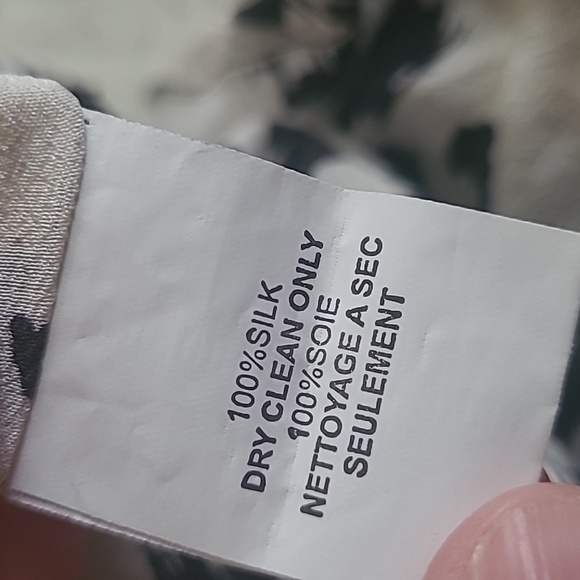 100%SILK
DRY CLEAN ONLY
100%SOIE
NETTOYAGE A SEC
SEULEMENT